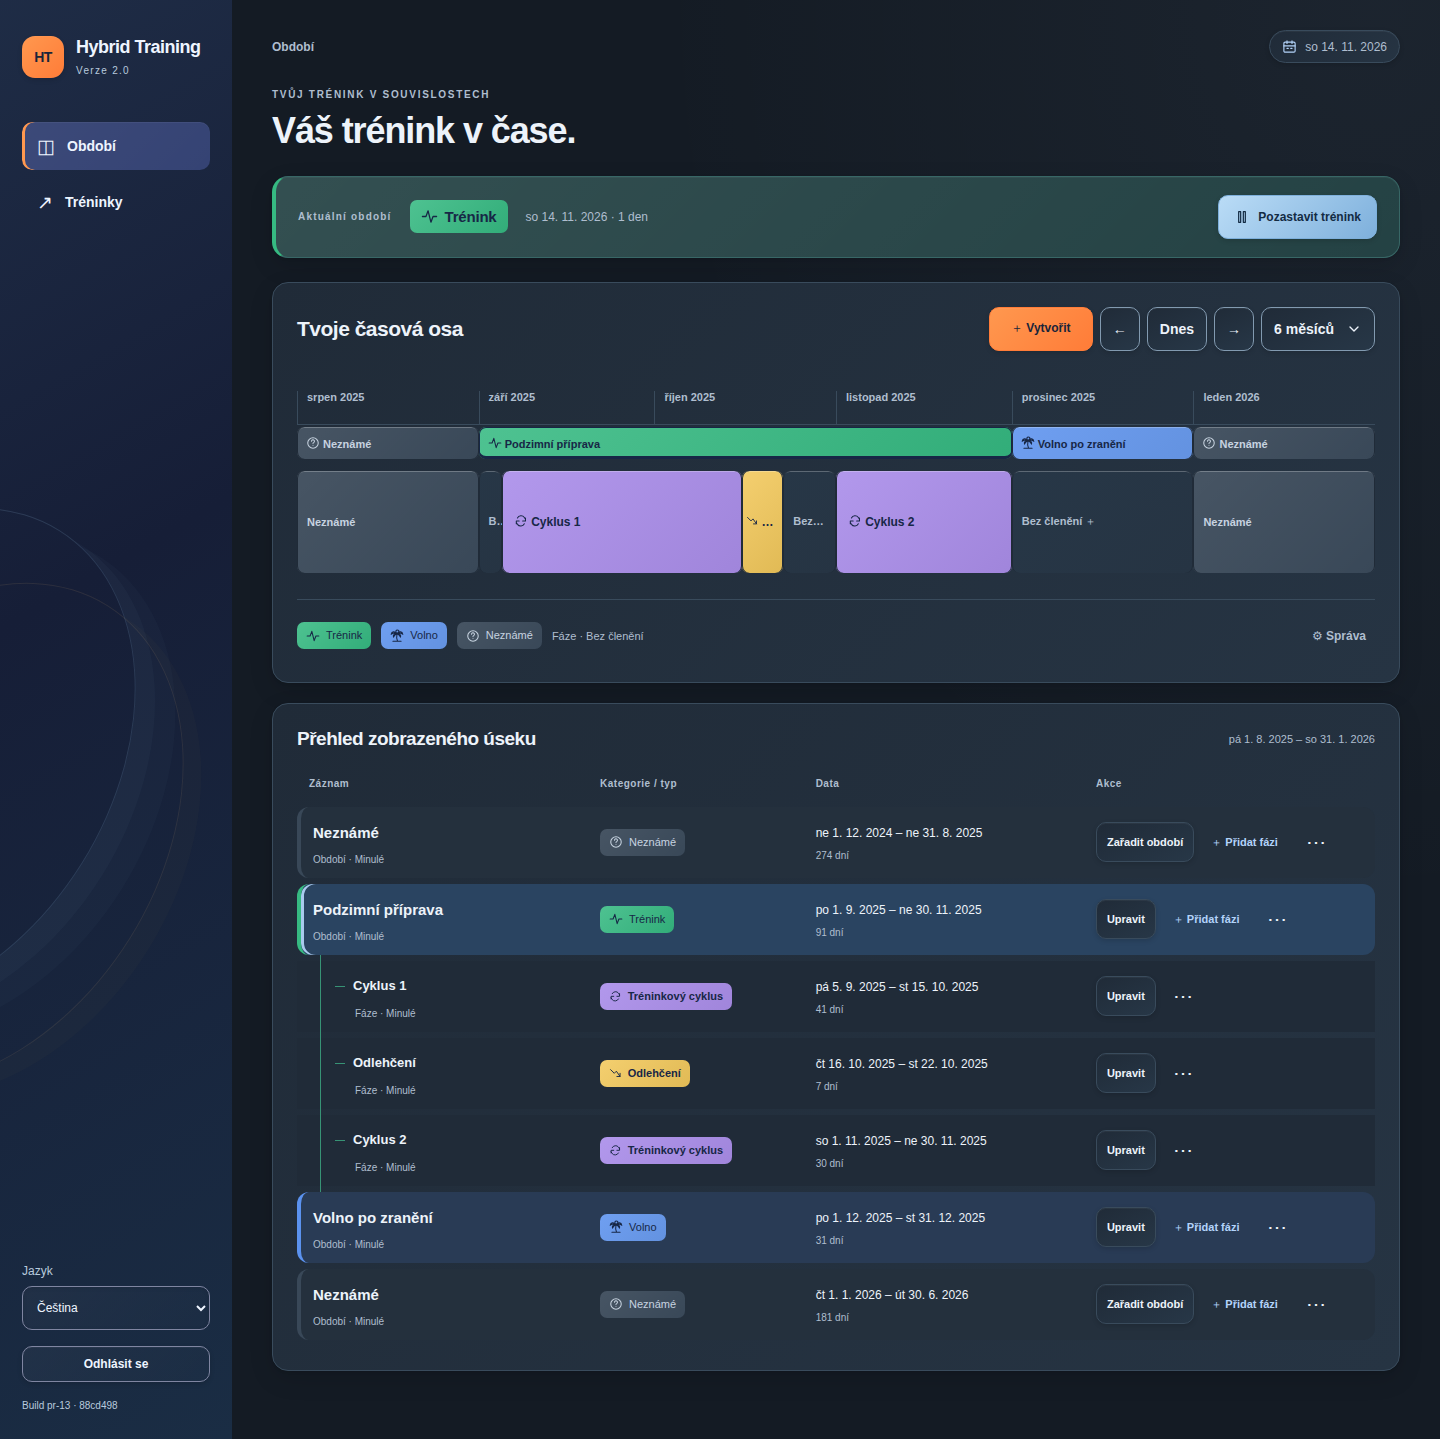 HT
Hybrid Training
Verze 2.0
Období
Tréninky
Jazyk
Čeština
Odhlásit se
Build pr-13 · 88cd498
Období
so 14. 11. 2026
TVŮJ TRÉNINK V SOUVISLOSTECH
Váš trénink v čase.
Aktuální období
Trénink
so 14. 11. 2026 · 1 den
Pozastavit trénink
Tvoje časová osa
+ Vytvořit
←
Dnes
→
6 měsíců
srpen 2025
září 2025
říjen 2025
listopad 2025
prosinec 2025
leden 2026
Neznámé
Podzimní příprava
Volno po zranění
Neznámé
Neznámé
B…
Cyklus 1
…
Bez…
Cyklus 2
Bez členění +
Neznámé
Trénink
Volno
Neznámé
Fáze · Bez členění
⚙ Správa
Přehled zobrazeného úseku
pá 1. 8. 2025 – so 31. 1. 2026
Záznam
Kategorie / typ
Data
Akce
Neznámé
Období · Minulé
Neznámé
ne 1. 12. 2024 – ne 31. 8. 2025
274 dní
Zařadit období
+ Přidat fázi
···
Podzimní příprava
Období · Minulé
Trénink
po 1. 9. 2025 – ne 30. 11. 2025
91 dní
Upravit
+ Přidat fázi
···
— Cyklus 1
Fáze · Minulé
Tréninkový cyklus
pá 5. 9. 2025 – st 15. 10. 2025
41 dní
Upravit
···
— Odlehčení
Fáze · Minulé
Odlehčení
čt 16. 10. 2025 – st 22. 10. 2025
7 dní
Upravit
···
— Cyklus 2
Fáze · Minulé
Tréninkový cyklus
so 1. 11. 2025 – ne 30. 11. 2025
30 dní
Upravit
···
Volno po zranění
Období · Minulé
Volno
po 1. 12. 2025 – st 31. 12. 2025
31 dní
Upravit
+ Přidat fázi
···
Neznámé
Období · Minulé
Neznámé
čt 1. 1. 2026 – út 30. 6. 2026
181 dní
Zařadit období
+ Přidat fázi
···